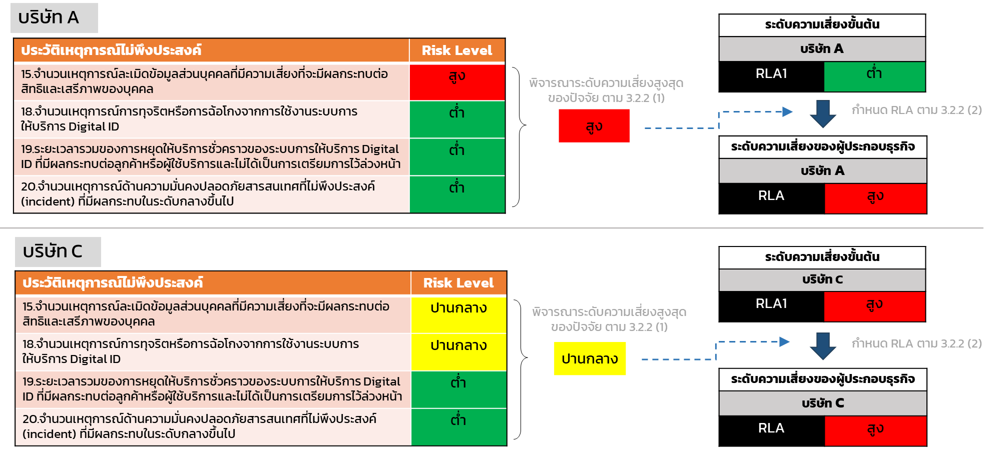 บริษัท A
ประวัติเหตุการณ์ไม่พึงประสงค์ Risk Level
15.จำนวนเหตุการณ์ละเมิดข้อมูลส่วนบุคคลที่มีความเสี่ยงที่จะมีผลกระทบต่อ
สิทธิและเสรีภาพของบุคคล
สูง
18.จำนวนเหตุการณ์การทุจริตหรือการฉ้อโกงจากการใช้งานระบบการ
ให้บริการ Digital ID
ต่ำ
19.ระยะเวลารวมของการหยุดให้บริการชั่วคราวของระบบการให้บริการ Digital
ID ที่มีผลกระทบต่อลูกค้าหรือผู้ใช้บริการและไม่ได้เป็นการเตรียมการไว้ล่วงหน้า
ต่ำ
20.จำนวนเหตุการณ์ด้านความมั่นคงปลอดภัยสารสนเทศที่ไม่พึงประสงค์
(incident) ที่มีผลกระทบในระดับกลางขึ้นไป
ต่ำ
พิจารณาระดับความเสี่ยงสูงสุด
ของปัจจัย ตาม 3.2.2 (1)
สูง
ระดับความเสี่ยงขั้นต้น
บริษัท A
RLA1 ต่ำ
กำหนด RLA ตาม 3.2.2 (2)
ระดับความเสี่ยงของผู้ประกอบธุรกิจ
บริษัท A
RLA สูง
บริษัท C
ประวัติเหตุการณ์ไม่พึงประสงค์ Risk Level
15.จำนวนเหตุการณ์ละเมิดข้อมูลส่วนบุคคลที่มีความเสี่ยงที่จะมีผลกระทบต่อ
สิทธิและเสรีภาพของบุคคล
ปานกลาง
18.จำนวนเหตุการณ์การทุจริตหรือการฉ้อโกงจากการใช้งานระบบการ
ให้บริการ Digital ID
ปานกลาง
19.ระยะเวลารวมของการหยุดให้บริการชั่วคราวของระบบการให้บริการ Digital
ID ที่มีผลกระทบต่อลูกค้าหรือผู้ใช้บริการและไม่ได้เป็นการเตรียมการไว้ล่วงหน้า
ต่ำ
20.จำนวนเหตุการณ์ด้านความมั่นคงปลอดภัยสารสนเทศที่ไม่พึงประสงค์
(incident) ที่มีผลกระทบในระดับกลางขึ้นไป
ต่ำ
พิจารณาระดับความเสี่ยงสูงสุด
ของปัจจัย ตาม 3.2.2 (1)
ปานกลาง
ระดับความเสี่ยงขั้นต้น
บริษัท C
RLA1 สูง
กำหนด RLA ตาม 3.2.2 (2)
ระดับความเสี่ยงของผู้ประกอบธุรกิจ
บริษัท C
RLA สูง